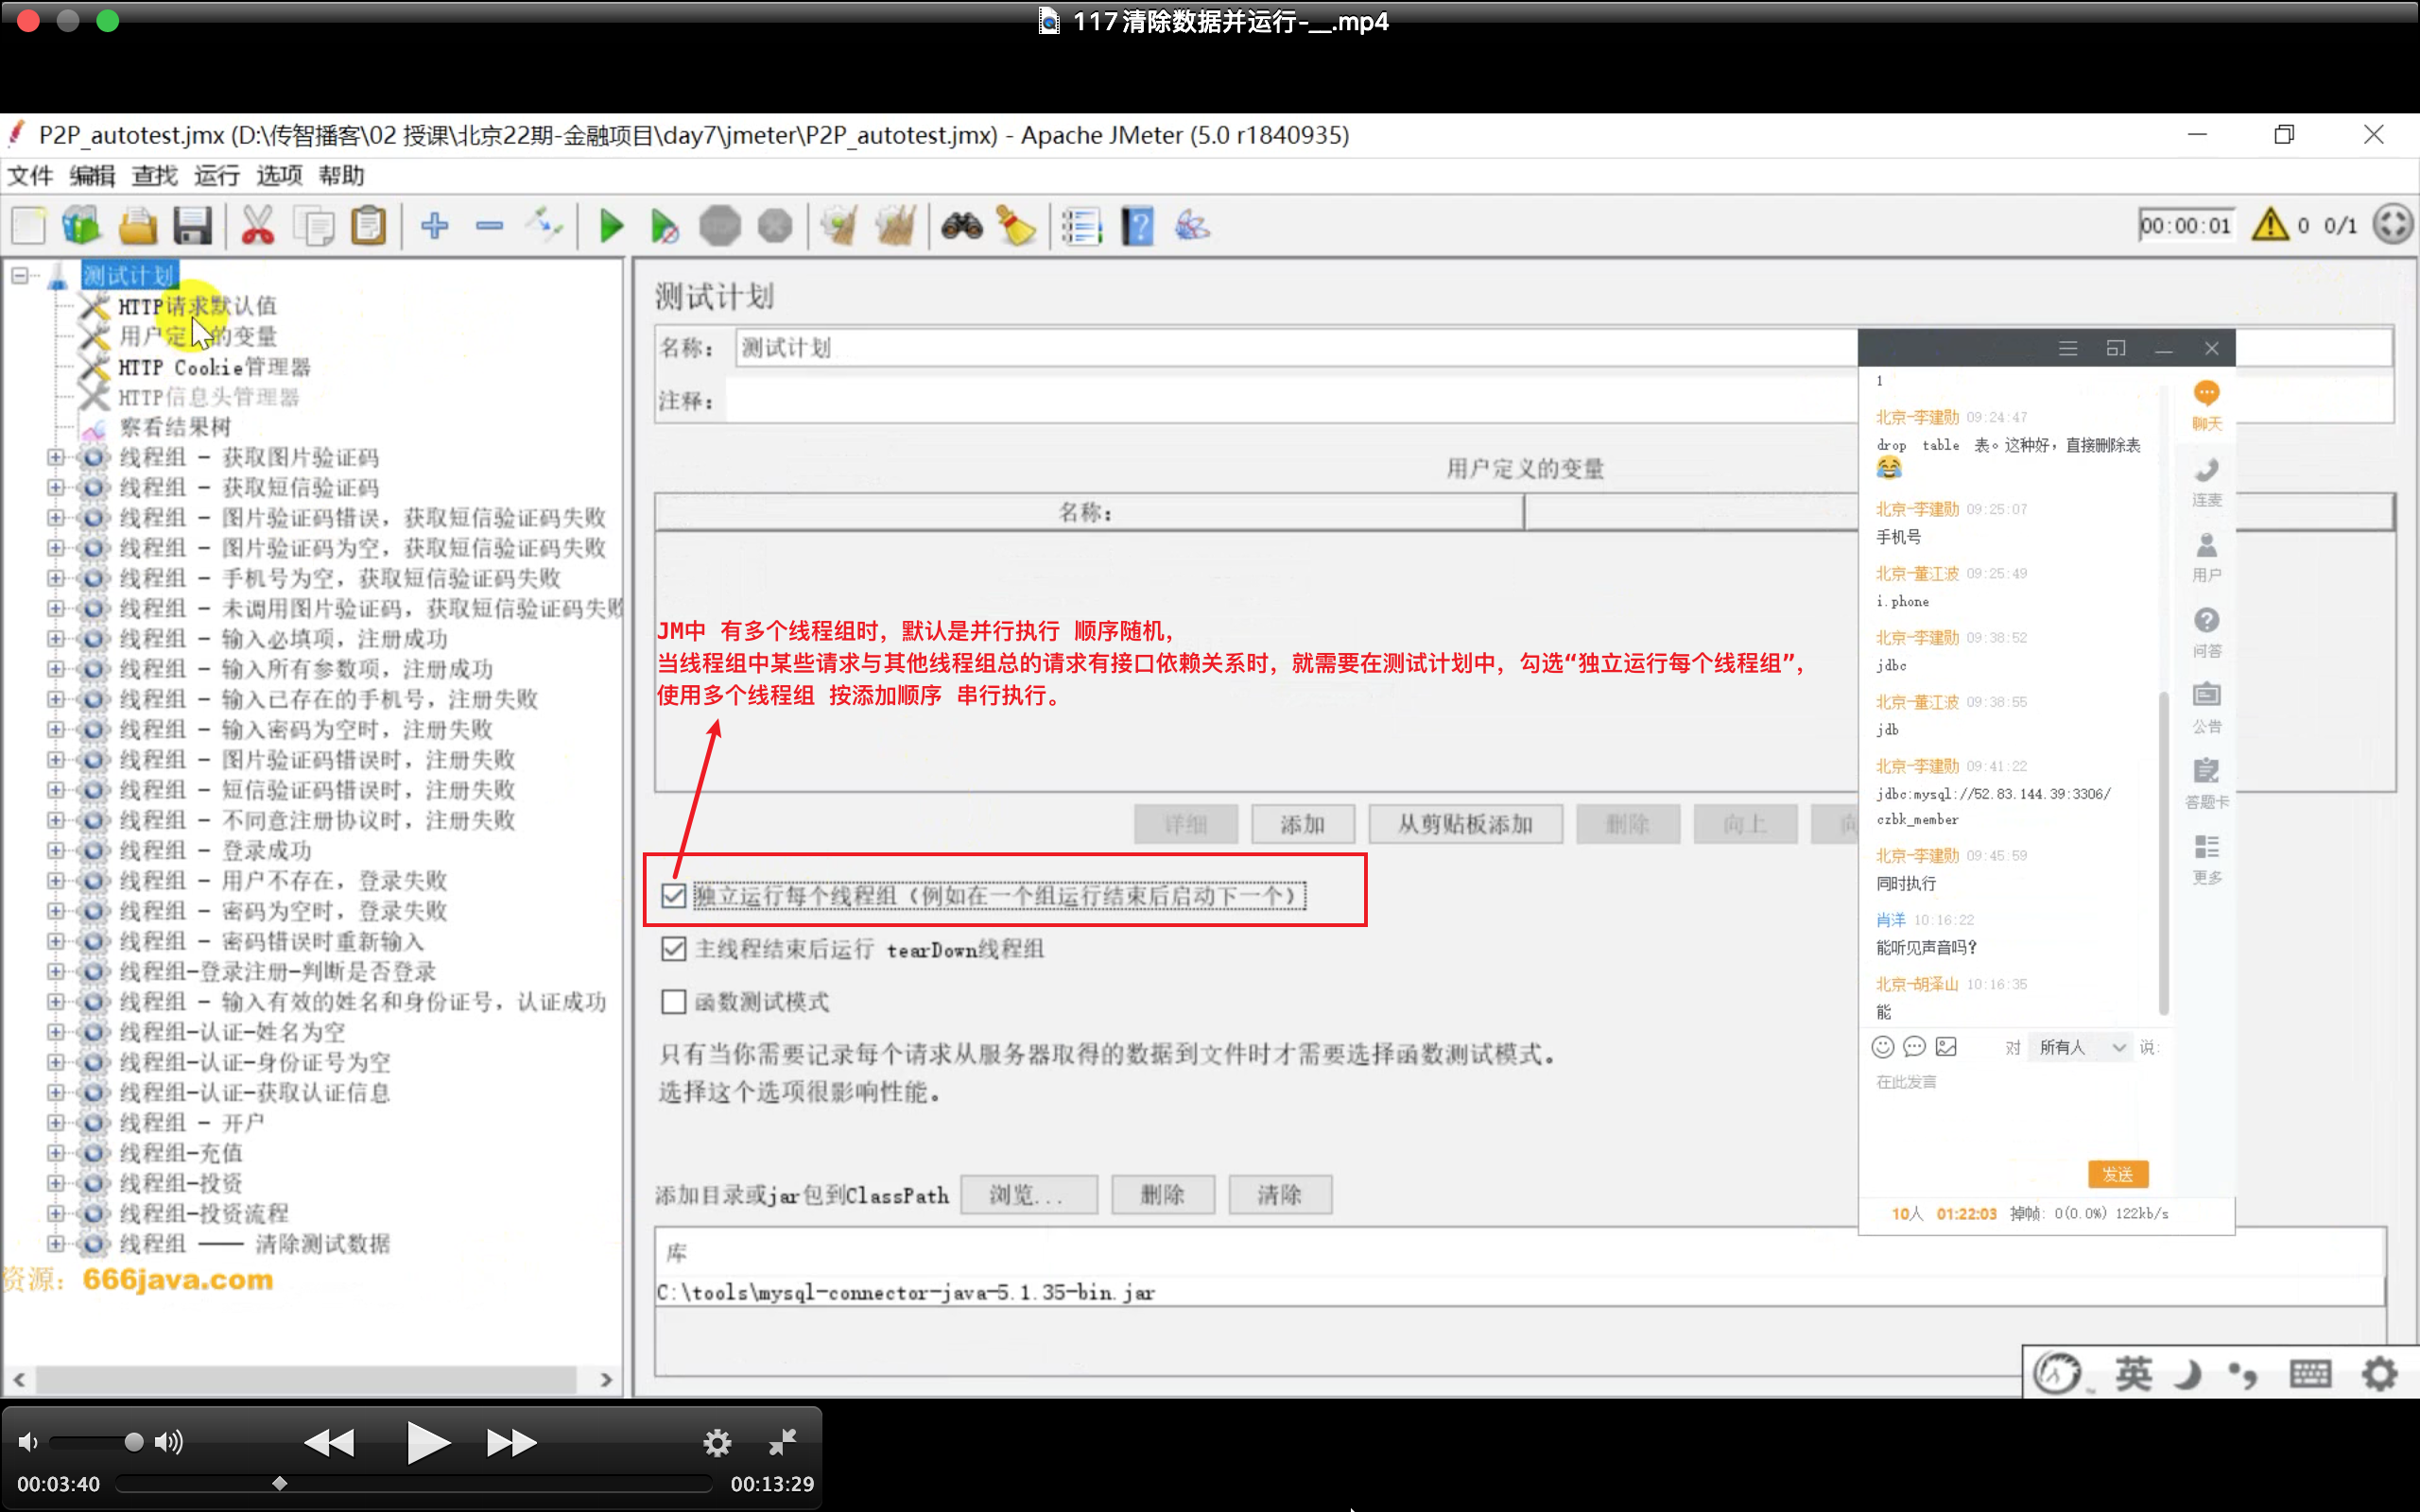 117清除数据并运行-__.mp4
P2P_autotest.jmx (D:\传智播客\02 授课\北京22期-金融项目\day7\jmeter\P2P_autotest.jmx) - Apache JMeter (5.0 r1840935)
文件 编辑 查找 运行 选项 帮助
00:00:01 0 0/1
测试计划
HTTP请求默认值
用户定 的变量
HTTP Cookie管理器
HTTP信息头管理器
察看结果树
线程组 - 获取图片验证码
线程组 - 获取短信验证码
线程组 - 图片验证码错误，获取短信验证码失败
线程组 - 图片验证码为空，获取短信验证码失败
线程组 - 手机号为空，获取短信验证码失败
线程组 - 未调用图片验证码，获取短信验证码失败
线程组 - 输入必填项，注册成功
线程组 - 输入所有参数项，注册成功
线程组 - 输入已存在的手机号，注册失败
线程组 - 输入密码为空时，注册失败
线程组 - 图片验证码错误时，注册失败
线程组 - 短信验证码错误时，注册失败
线程组 - 不同意注册协议时，注册失败
线程组 - 登录成功
线程组 - 用户不存在，登录失败
线程组 - 密码为空时，登录失败
线程组 - 密码错误时重新输入
线程组-登录注册-判断是否登录
线程组 - 输入有效的姓名和身份证号，认证成功
线程组-认证-姓名为空
线程组-认证-身份证号为空
线程组-认证-获取认证信息
线程组 - 开户
线程组-充值
线程组-投资
线程组-投资流程
线程组 —— 清除测试数据
资源：666java.com
测试计划
名称： 测试计划
注释：
用户定义的变量
名称：
JM中 有多个线程组时，默认是并行执行 顺序随机，
当线程组中某些请求与其他线程组总的请求有接口依赖关系时，就需要在测试计划中，勾选“独立运行每个线程组”，
使用多个线程组 按添加顺序 串行执行。
详细 添加 从剪贴板添加 删除 向上 向
独立运行每个线程组（例如在一个组运行结束后启动下一个）
主线程结束后运行 tearDown线程组
函数测试模式
只有当你需要记录每个请求从服务器取得的数据到文件时才需要选择函数测试模式。
选择这个选项很影响性能。
添加目录或jar包到ClassPath 浏览... 删除 清除
库
C:\tools\mysql-connector-java-5.1.35-bin.jar
1
北京-李建勋 09:24:47
drop table 表。这种好，直接删除表
北京-李建勋 09:25:07
手机号
北京-董江波 09:25:49
i.phone
北京-李建勋 09:38:52
jdbc
北京-董江波 09:38:55
jdb
北京-李建勋 09:41:22
jdbc:mysql://52.83.144.39:3306/
czbk_member
北京-李建勋 09:45:59
同时执行
肖洋 10:16:22
能听见声音吗？
北京-胡泽山 10:16:35
能
对 所有人 说:
在此发言
发送
10人 01:22:03 掉帧: 0(0.0%) 122kb/s
聊天
连麦
用户
问答
公告
答题卡
更多
英
00:03:40 00:13:29